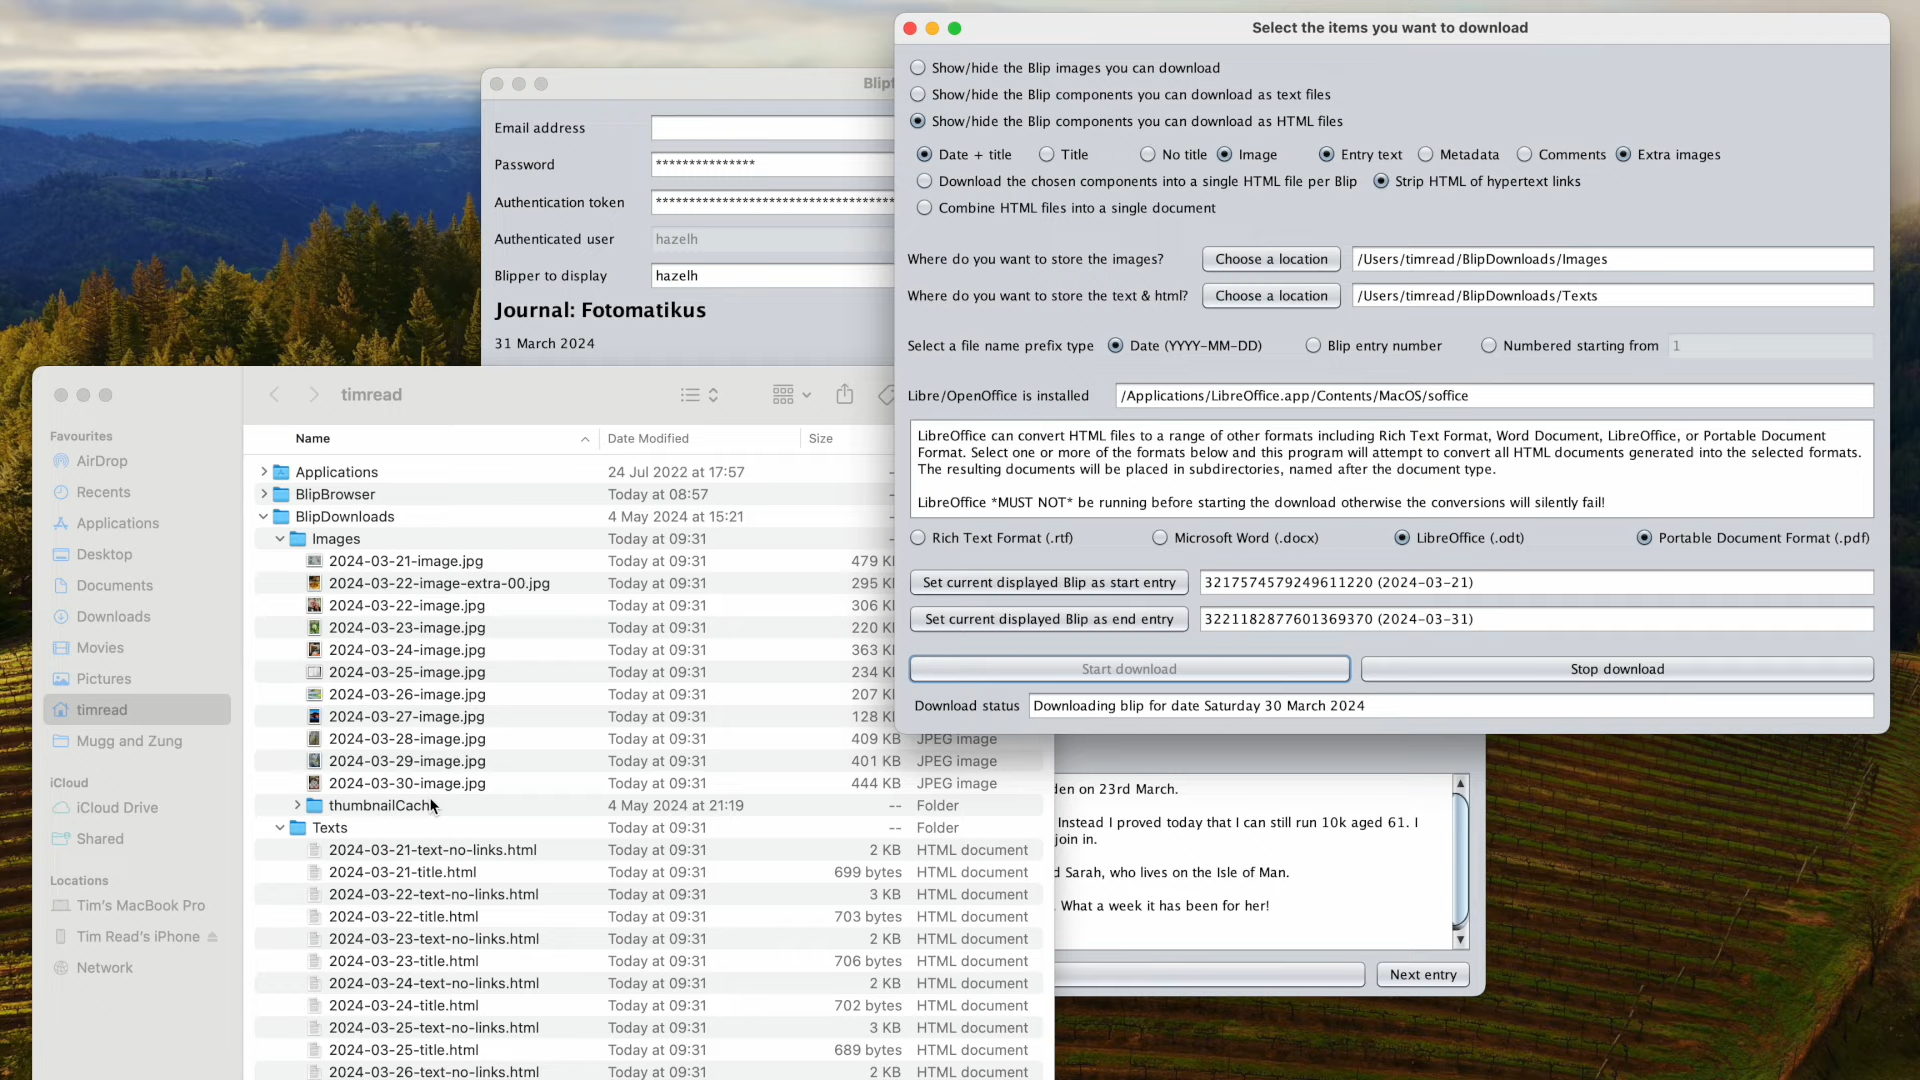 Select the items you want to download
Show/hide the Blip images you can download
Show/hide the Blip components you can download as text files
Show/hide the Blip components you can download as HTML files
Date + title
Title
No title
Image
Entry text
Metadata
Comments
Extra images
Download the chosen components into a single HTML file per Blip
Strip HTML of hypertext links
Combine HTML files into a single document
Where do you want to store the images?
Choose a location
/Users/timread/BlipDownloads/Images
Where do you want to store the text & html?
Choose a location
/Users/timread/BlipDownloads/Texts
Select a file name prefix type
Date (YYYY-MM-DD)
Blip entry number
Numbered starting from
1
Libre/OpenOffice is installed
/Applications/LibreOffice.app/Contents/MacOS/soffice
LibreOffice can convert HTML files to a range of other formats including Rich Text Format, Word Document, LibreOffice, or Portable Document
Format. Select one or more of the formats below and this program will attempt to convert all HTML documents generated into the selected formats.
The resulting documents will be placed in subdirectories, named after the document type.
LibreOffice *MUST NOT* be running before starting the download otherwise the conversions will silently fail!
Rich Text Format (.rtf)
Microsoft Word (.docx)
LibreOffice (.odt)
Portable Document Format (.pdf)
Set current displayed Blip as start entry
3217574579249611220 (2024-03-21)
Set current displayed Blip as end entry
3221182877601369370 (2024-03-31)
Start download
Stop download
Download status
Downloading blip for date Saturday 30 March 2024
Email address
Password
***************
Authentication token
Authenticated user
hazelh
Blipper to display
hazelh
Journal: Fotomatikus
31 March 2024
timread
Favourites
AirDrop
Recents
Applications
Desktop
Documents
Downloads
Movies
Pictures
timread
Mugg and Zung
iCloud
iCloud Drive
Shared
Locations
Tim's MacBook Pro
Tim Read's iPhone
Network
Name
Date Modified
Size
Applications 24 Jul 2022 at 17:57
BlipBrowser Today at 08:57
BlipDownloads 4 May 2024 at 15:21
Images Today at 09:31
2024-03-21-image.jpg Today at 09:31 479
2024-03-22-image-extra-00.jpg Today at 09:31 295
2024-03-22-image.jpg Today at 09:31 306
2024-03-23-image.jpg Today at 09:31 220
2024-03-24-image.jpg Today at 09:31 363
2024-03-25-image.jpg Today at 09:31 234
2024-03-26-image.jpg Today at 09:31 207
2024-03-27-image.jpg Today at 09:31 128
2024-03-28-image.jpg Today at 09:31 409 KB JPEG image
2024-03-29-image.jpg Today at 09:31 401 KB JPEG image
2024-03-30-image.jpg Today at 09:31 444 KB JPEG image
thumbnailCach 4 May 2024 at 21:19 -- Folder
Texts Today at 09:31 -- Folder
2024-03-21-text-no-links.html Today at 09:31 2 KB HTML document
2024-03-21-title.html Today at 09:31 699 bytes HTML document
2024-03-22-text-no-links.html Today at 09:31 3 KB HTML document
2024-03-22-title.html Today at 09:31 703 bytes HTML document
2024-03-23-text-no-links.html Today at 09:31 2 KB HTML document
2024-03-23-title.html Today at 09:31 706 bytes HTML document
2024-03-24-text-no-links.html Today at 09:31 2 KB HTML document
2024-03-24-title.html Today at 09:31 702 bytes HTML document
2024-03-25-text-no-links.html Today at 09:31 3 KB HTML document
2024-03-25-title.html Today at 09:31 689 bytes HTML document
2024-03-26-text-no-links.html Today at 09:31 2 KB HTML document
on 23rd March.
Instead I proved today that I can still run 10k aged 61. I
join in.
Sarah, who lives on the Isle of Man.
What a week it has been for her!
Next entry